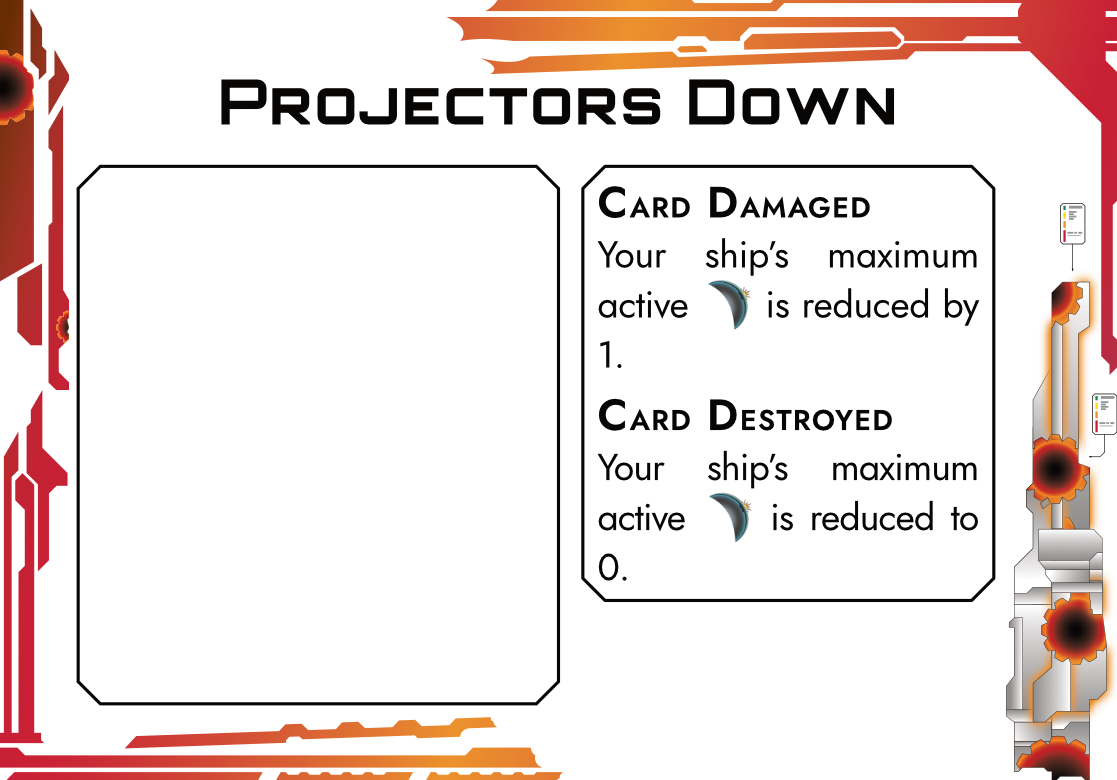 Projectors Down
Card Damaged
Your ship's maximum
active is reduced by
1.
Card Destroyed
Your ship's maximum
active is reduced to
0.